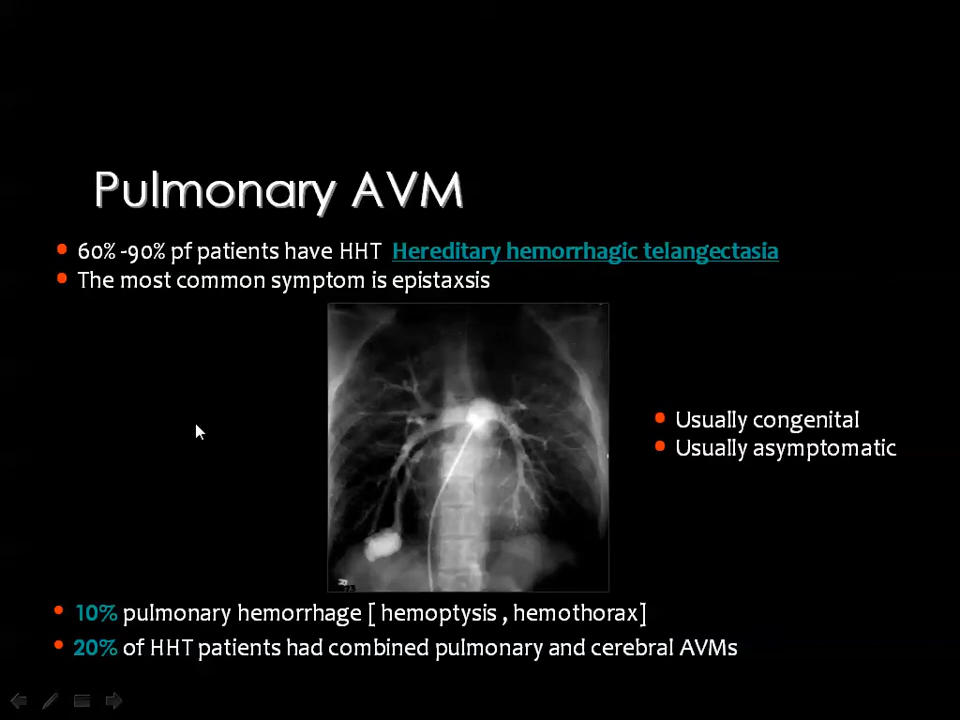 Pulmonary AVM
60% -90% pf patients have HHT Hereditary hemorrhagic telangectasia
The most common symptom is epistaxsis
Usually congenital
Usually asymptomatic
10% pulmonary hemorrhage [ hemoptysis , hemothorax]
20% of HHT patients had combined pulmonary and cerebral AVMs